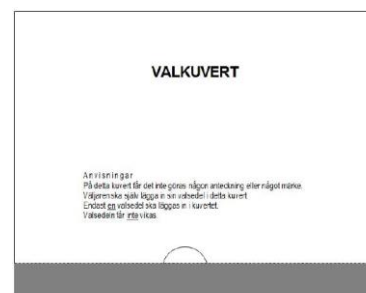 VALKUVERT
Anvisningar
På detta kuvert får det inte göras någon anteckning eller något märke.
Väljaren ska själv lägga in sin valsedel i detta kuvert
Endast en valsedel ska läggas in i kuvertet.
Valsedeln får inte vikas.